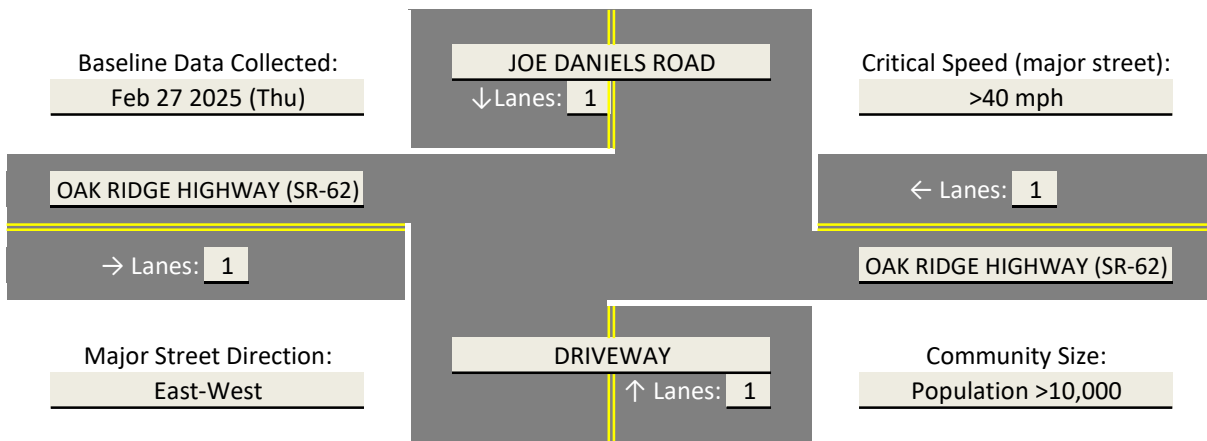 Baseline Data Collected:
Feb 27 2025 (Thu)
JOE DANIELS ROAD
↓Lanes: 1
Critical Speed (major street):
>40 mph
OAK RIDGE HIGHWAY (SR-62)
← Lanes: 1
→ Lanes: 1
OAK RIDGE HIGHWAY (SR-62)
Major Street Direction:
East-West
DRIVEWAY
↑ Lanes: 1
Community Size:
Population >10,000